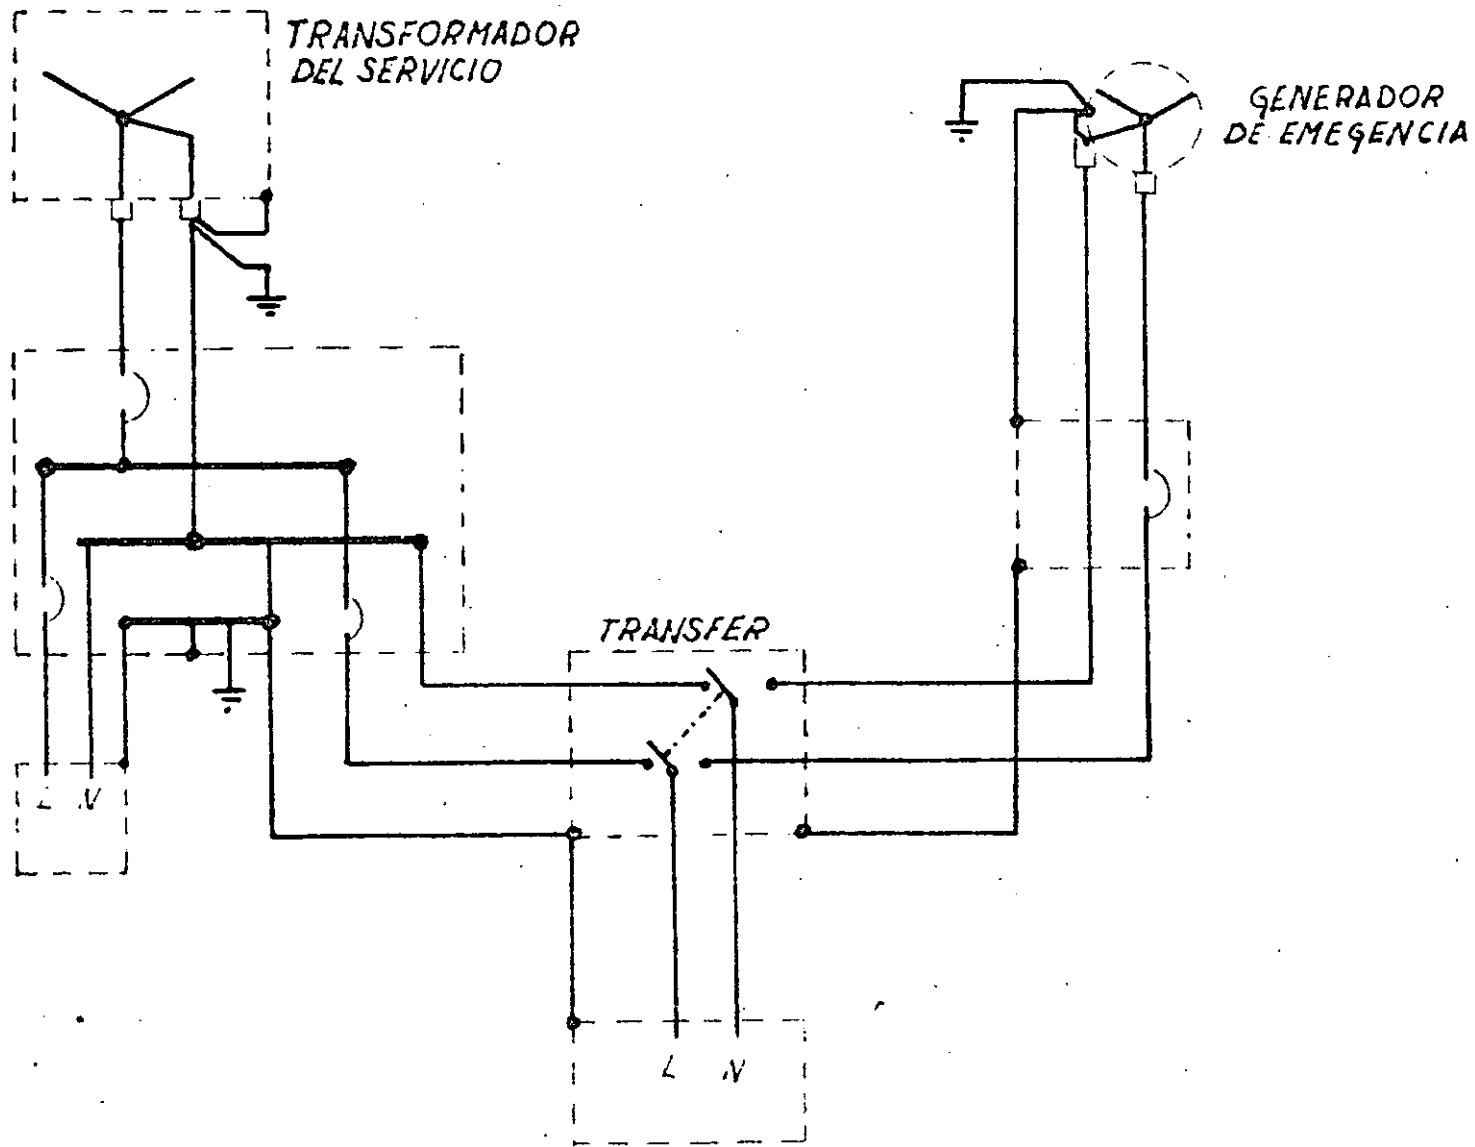 TRANSFORMADOR
DEL SERVICIO
GENERADOR
DE EMEGENCIA
TRANSFER
L N
L N